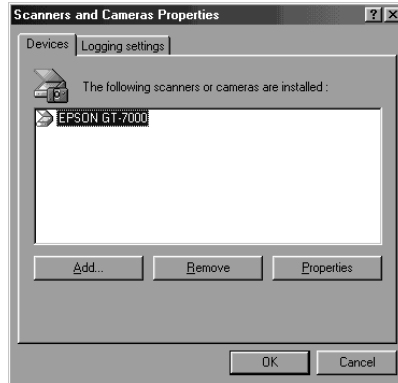 Scanners and Cameras Properties
? X
Devices Logging settings
The following scanners or cameras are installed :
EPSON GT-7000
Add... Remove Properties
OK Cancel